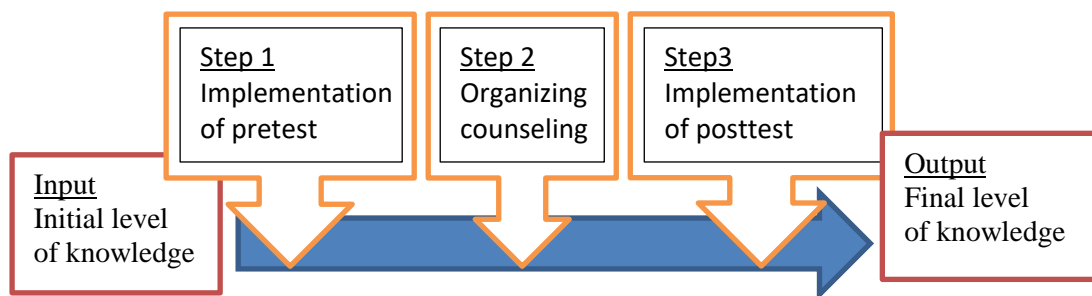 Step 1
Implementation
of pretest
Step 2
Organizing
counseling
Step3
Implementation
of posttest
Input
Initial level
of knowledge
Output
Final level
of knowledge